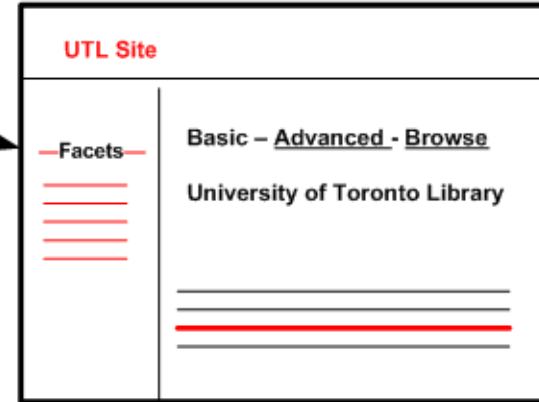 UTL Site
Facets
Basic – Advanced - Browse
University of Toronto Library